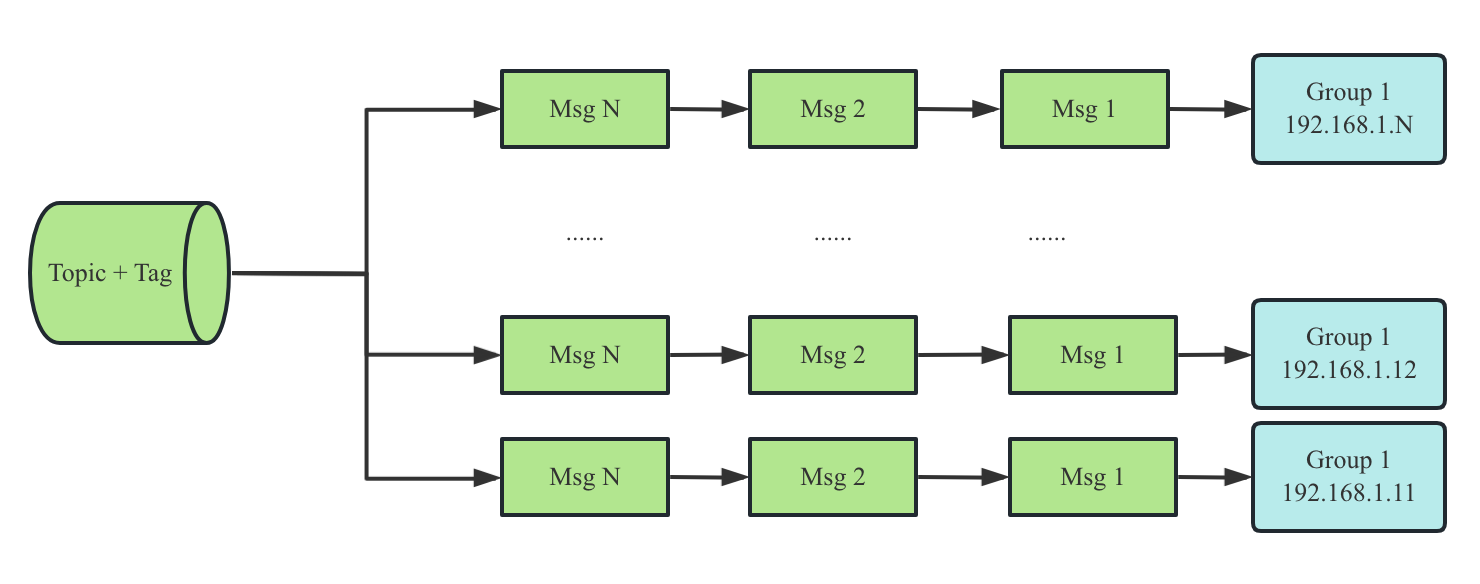 Msg N
Msg 2
Msg 1
Group 1
192.168.1.N
......
......
......
Topic + Tag
Msg N
Msg 2
Msg 1
Group 1
192.168.1.12
Msg N
Msg 2
Msg 1
Group 1
192.168.1.11